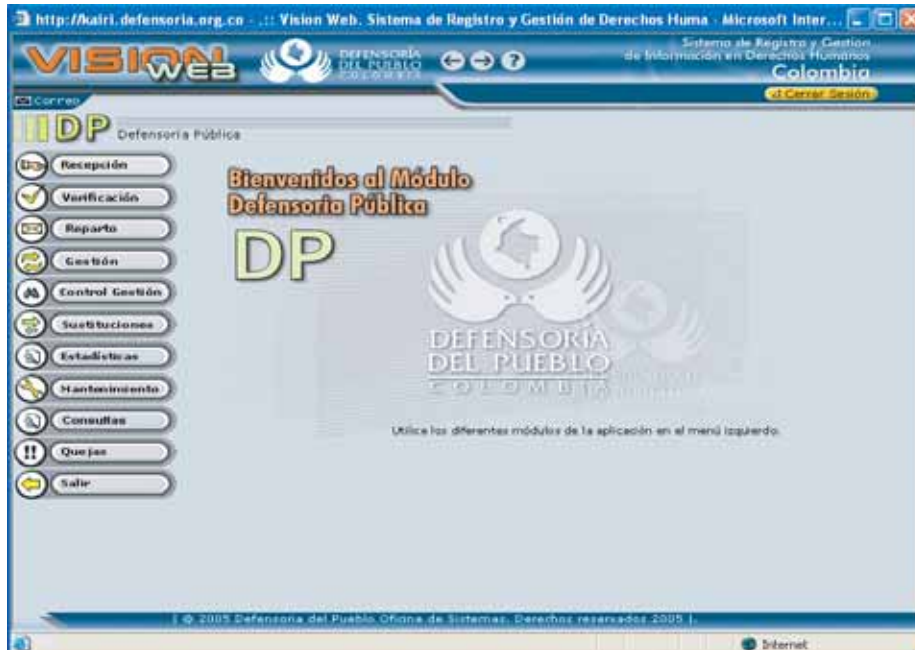 http://kairi.defensoria.org.co - .:: Vision Web. Sistema de Registro y Gestión de Derechos Huma - Microsoft Inter...
VISION WEB
DEFENSORÍA DEL PUEBLO COLOMBIA
Sistema de Registro y Gestión
de Información en Derechos Humanos
Colombia
Correo
Cerrar Sesión
DP Defensoría Pública
Recepción
Verificación
Reparto
Gestión
Control Gestión
Sustituciones
Estadísticas
Mantenimiento
Consultas
Quejas
Salir
Bienvenidos al Módulo
Defensoria Pública
DP
DEFENSORÍA
DEL PUEBLO
COLOMBIA
Utilice los diferentes módulos de la aplicación en el menú izquierdo.
[ © 2005 Defensoria del Pueblo Oficina de Sistemas. Derechos reservados 2005 ].
Internet